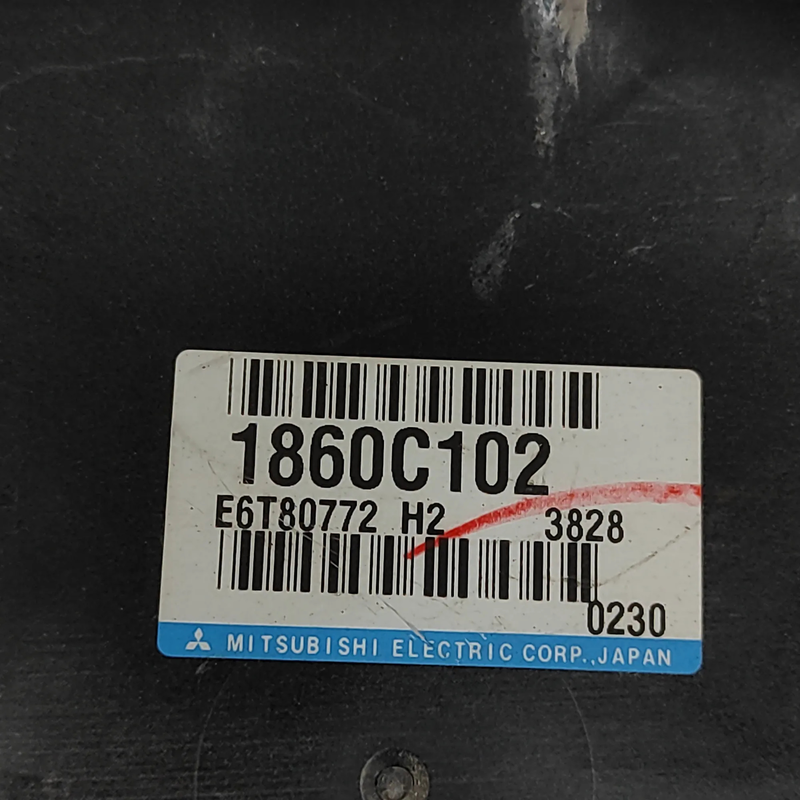 1860C102
E6T80772 H2 3828
0230
MITSUBISHI ELECTRIC CORP.,JAPAN